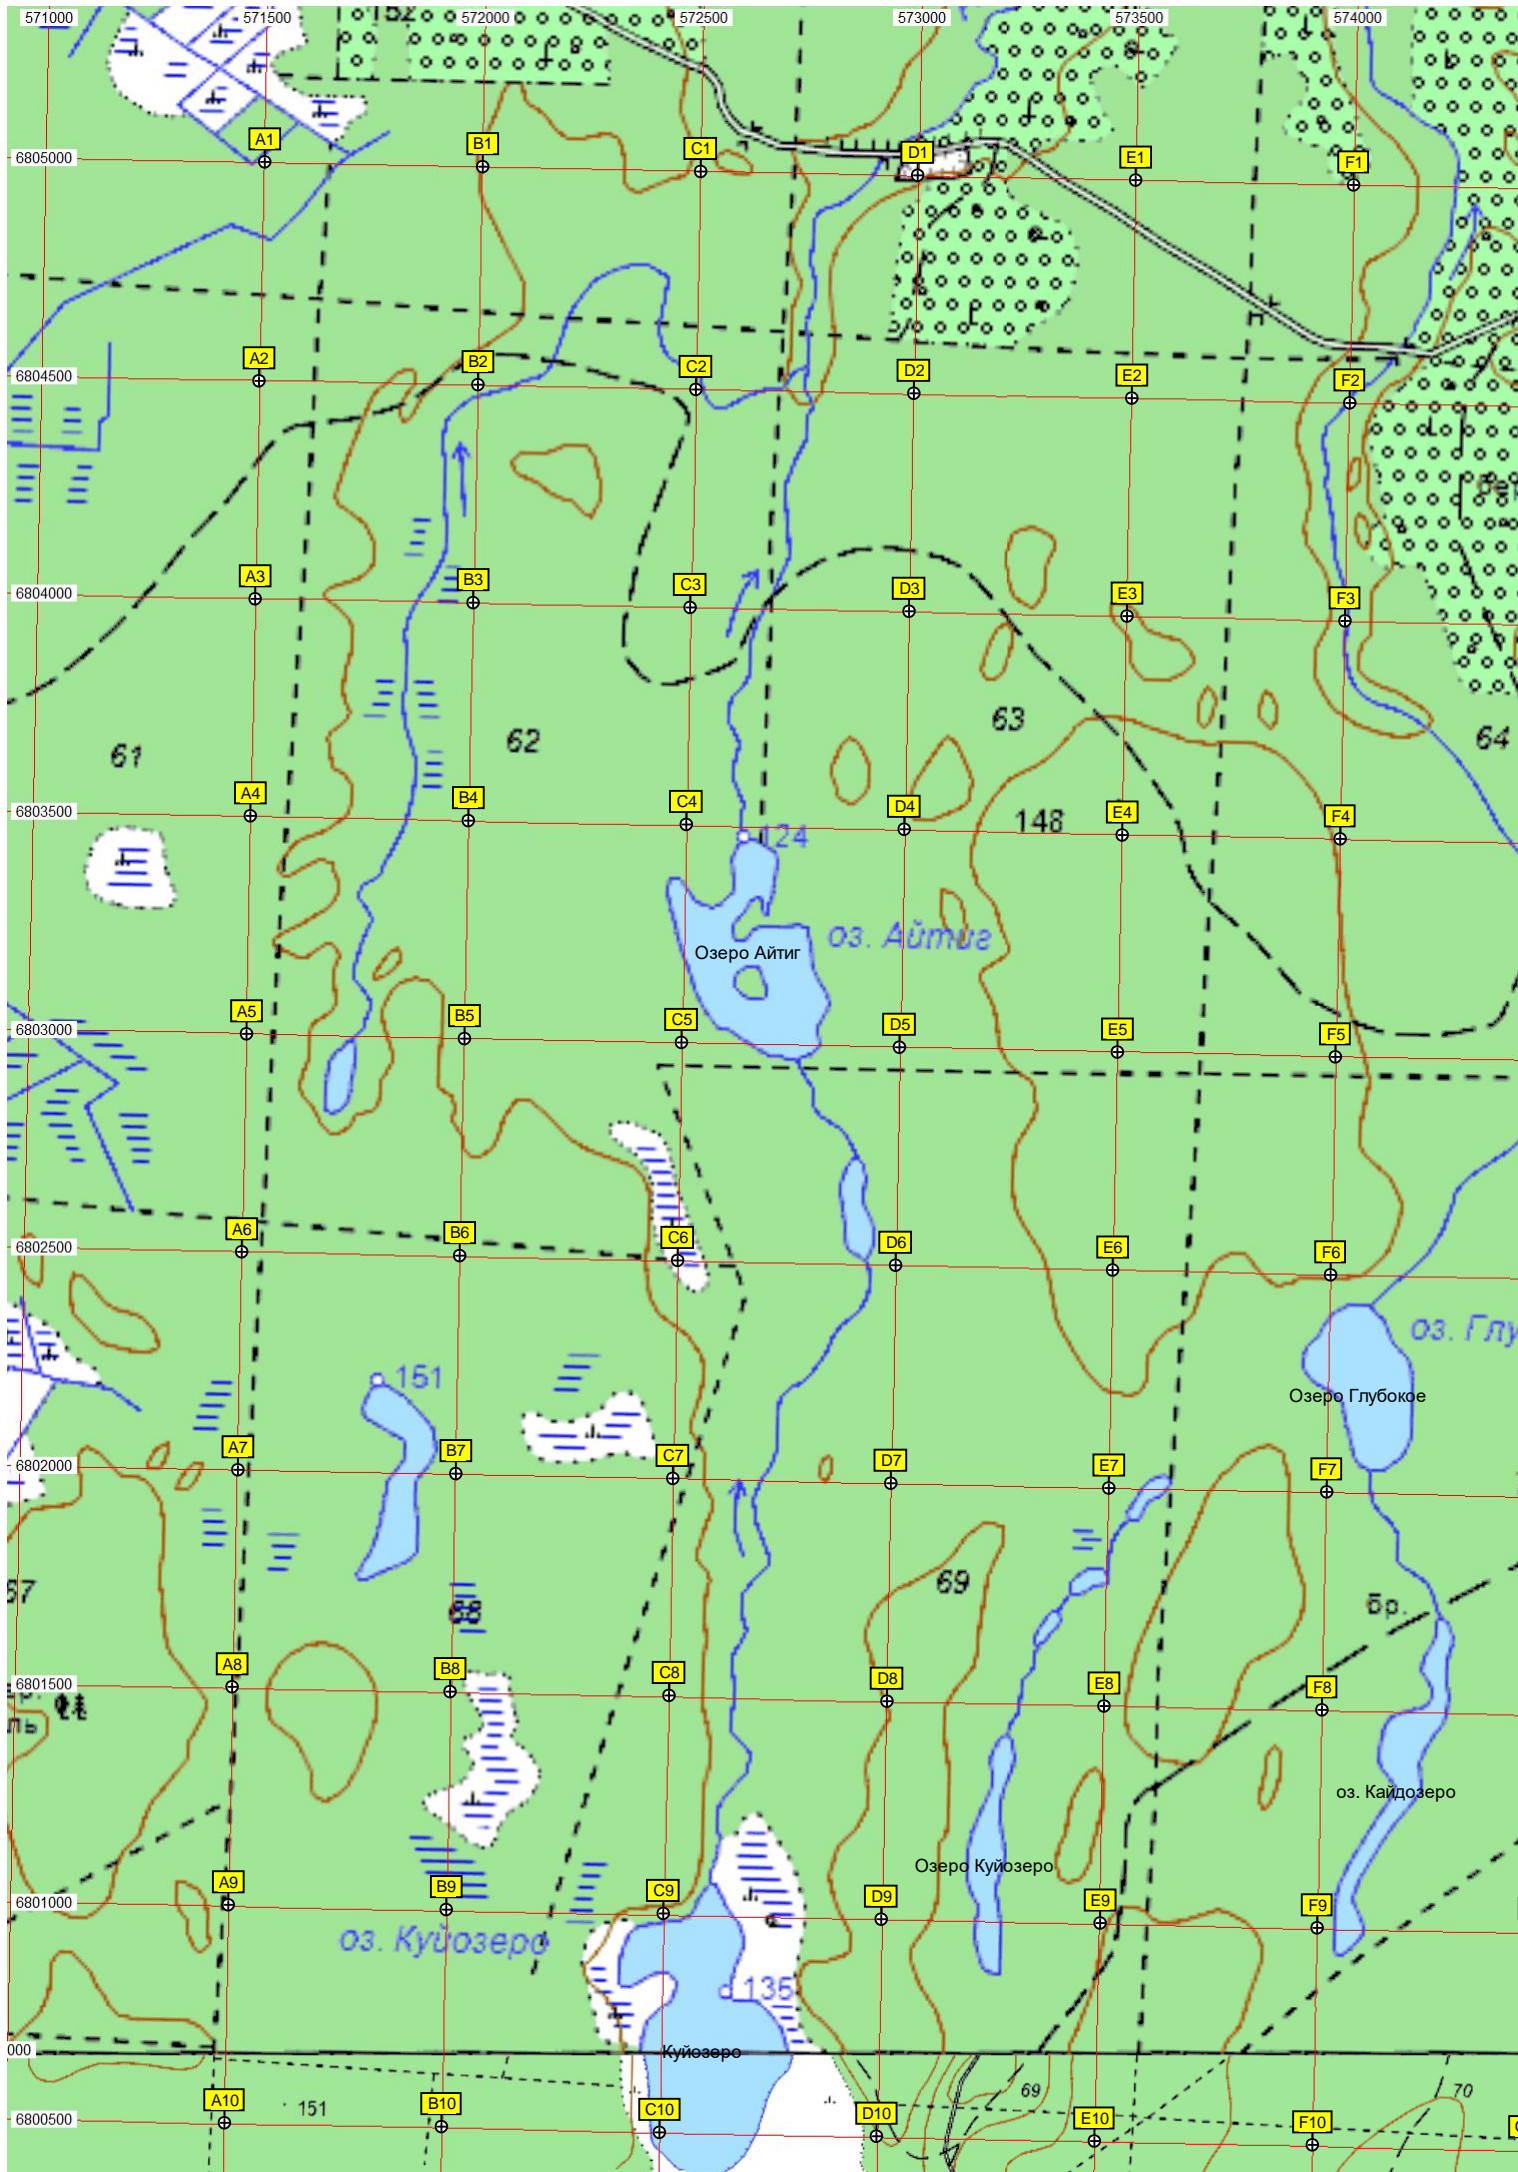 571000 571500 572000 572500 573000 573500 574000
6805000
A1 B1 C1 D1 E1 F1
6804500
A2 B2 C2 D2 E2 F2
6804000
A3 B3 C3 D3 E3 F3
61 62 63 64
6803500
A4 B4 C4 D4 E4 F4
124 148
оз. Айтиг
Озеро Айтиг
6803000
A5 B5 C5 D5 E5 F5
6802500
A6 B6 C6 D6 E6 F6
оз. Глу
151
Озеро Глубокое
6802000
A7 B7 C7 D7 E7 F7
67 68 69 бр.
6801500
A8 B8 C8 D8 E8 F8
ль
оз. Кайдозеро
Озеро Куйозеро
6801000
A9 B9 C9 D9 E9 F9
оз. Куйозеро
135
Куйозеро
000
151 69 70
6800500
A10 B10 C10 D10 E10 F10